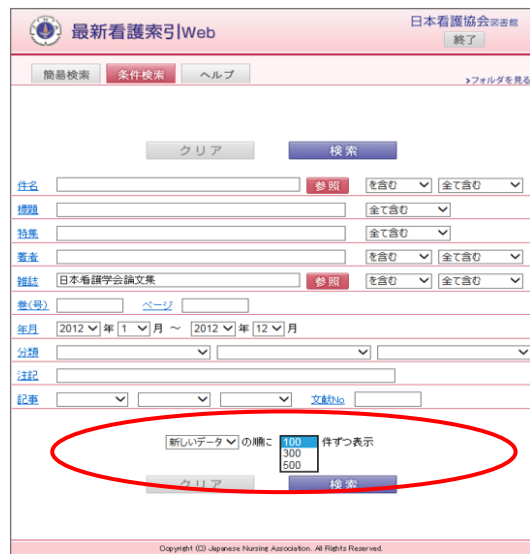 最新看護索引Web
日本看護協会図書館
終了
簡易検索 条件検索 ヘルプ
>フォルダを見る
クリア 検索
件名 参照 を含む 全て含む
標題 全て含む
特集 全て含む
著者 を含む 全て含む
雑誌 日本看護学会論文集 参照 を含む 全て含む
巻(号) ページ
年月 2012 年 1 月 ～ 2012 年 12 月
分類
注記
記事 文献No
新しいデータ の順に 100 件ずつ表示
300
500
クリア 検索
Copyright (C) Japanese Nursing Association. All Rights Reserved.